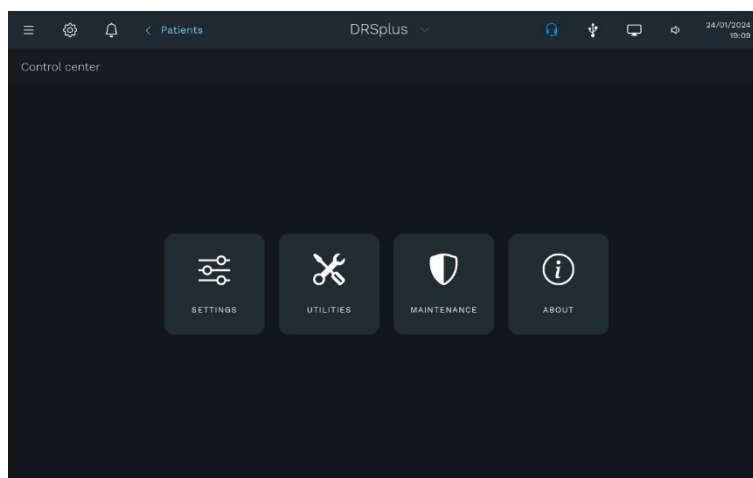 Patients
DRSplus
24/01/2024
19:09
Control center
SETTINGS
UTILITIES
MAINTENANCE
ABOUT